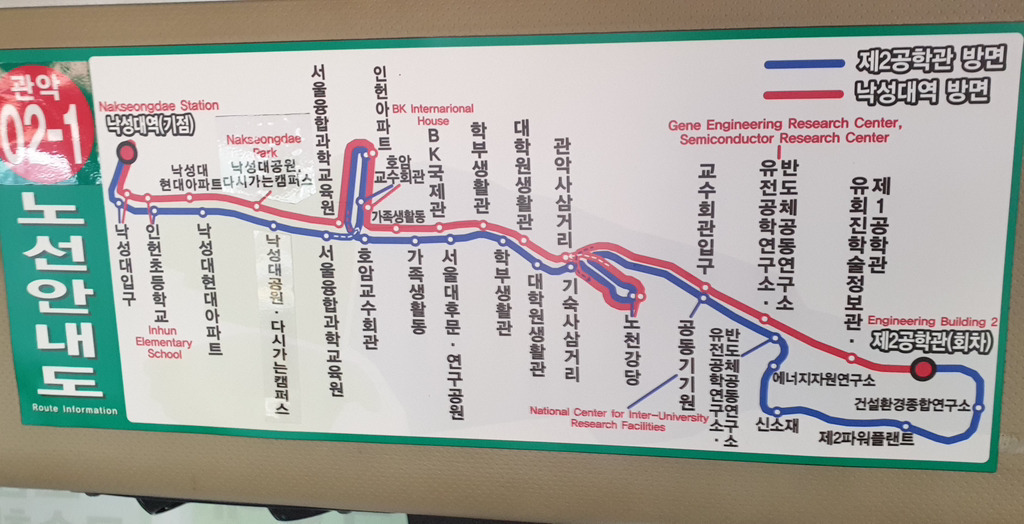 관악
02-1
노선안내도
Route Information
제2공학관 방면
낙성대역 방면
Nakseongdae Station
낙성대역(기점)
낙성대
현대아파트
Nakseongdae
Park
낙성대공원,
다시가는캠퍼스
서울융합과학교육원
인헌아파트
호암
교수회관
BK Internarional
House
BK국제관
가족생활동
학부생활관
대학원생활관
관악사삼거리
교수회관입구
Gene Engineering Research Center,
Semiconductor Research Center
유전공학연구소·
반도체공동연구소
유회진학술정보관·
제1공학관
Engineering Building 2
제2공학관(회차)
낙성대입구
인헌초등학교
Inhun
Elementary
School
낙성대현대아파트
낙성대공원·다시가는캠퍼스
서울융합과학교육원
호암교수회관
가족생활동
서울대후문·연구공원
학부생활관
대학원생활관
기숙사삼거리
노천강당
공동기기원
National Center for Inter-University
Research Facilities
유전공학연구소·
반도체공동연구소
에너지자원연구소
신소재
제2파워플랜트
건설환경종합연구소